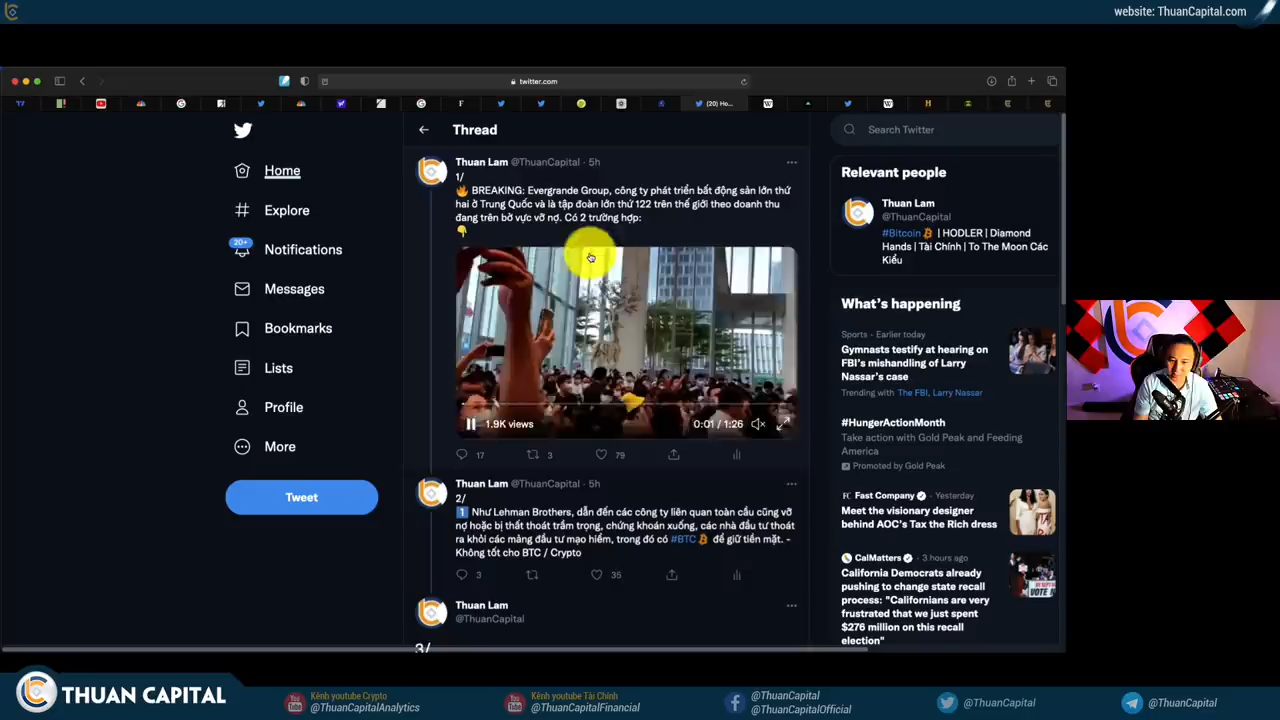 website: ThuanCapital.com
twitter.com
(20) Ho...
Home
Explore
20+
Notifications
Messages
Bookmarks
Lists
Profile
More
Tweet
Thread
Thuan Lam @ThuanCapital · 5h
1/
🔥 BREAKING: Evergrande Group, công ty phát triển bất động sản lớn thứ
hai ở Trung Quốc và là tập đoàn lớn thứ 122 trên thế giới theo doanh thu
đang trên bờ vực vỡ nợ. Có 2 trường hợp:
👇
1.9K views
0:01 / 1:26
17
3
79
Thuan Lam @ThuanCapital · 5h
2/
1️⃣ Như Lehman Brothers, dẫn đến các công ty liên quan toàn cầu cũng vỡ
nợ hoặc bị thất thoát trầm trọng, chứng khoán xuống, các nhà đầu tư thoát
ra khỏi các mảng đầu tư mạo hiểm, trong đó có #BTC để giữ tiền mặt. -
Không tốt cho BTC / Crypto
3
35
Thuan Lam
@ThuanCapital
3/
Search Twitter
Relevant people
Thuan Lam
@ThuanCapital
#Bitcoin | HODLER | Diamond
Hands | Tài Chính | To The Moon Các
Kiểu
What's happening
Sports · Earlier today
Gymnasts testify at hearing on
FBI's mishandling of Larry
Nassar's case
Trending with The FBI, Larry Nassar
#HungerActionMonth
Take action with Gold Peak and Feeding
America
Promoted by Gold Peak
Fast Company · Yesterday
Meet the visionary designer
behind AOC's Tax the Rich dress
CalMatters · 3 hours ago
California Democrats already
pushing to change state recall
process: "Californians are very
frustrated that we just spent
$276 million on this recall
election"
THUAN CAPITAL
Kênh youtube Crypto
@ThuanCapitalAnalytics
Kênh youtube Tài Chính
@ThuanCapitalFinancial
@ThuanCapital
@ThuanCapitalOfficial
@ThuanCapital
@ThuanCapital